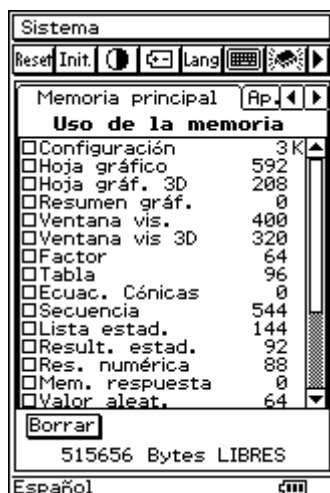 Sistema
Reset Init. Lang
Memoria principal Ap.
Uso de la memoria
Configuración 3K
Hoja gráfico 592
Hoja gráf. 3D 208
Resumen gráf. 0
Ventana vis. 400
Ventana vis 3D 320
Factor 64
Tabla 96
Ecuac. Cónicas 0
Secuencia 544
Lista estad. 144
Result. estad. 92
Res. numérica 88
Mem. respuesta 0
Valor aleat. 64
Borrar
515656 Bytes LIBRES
Español